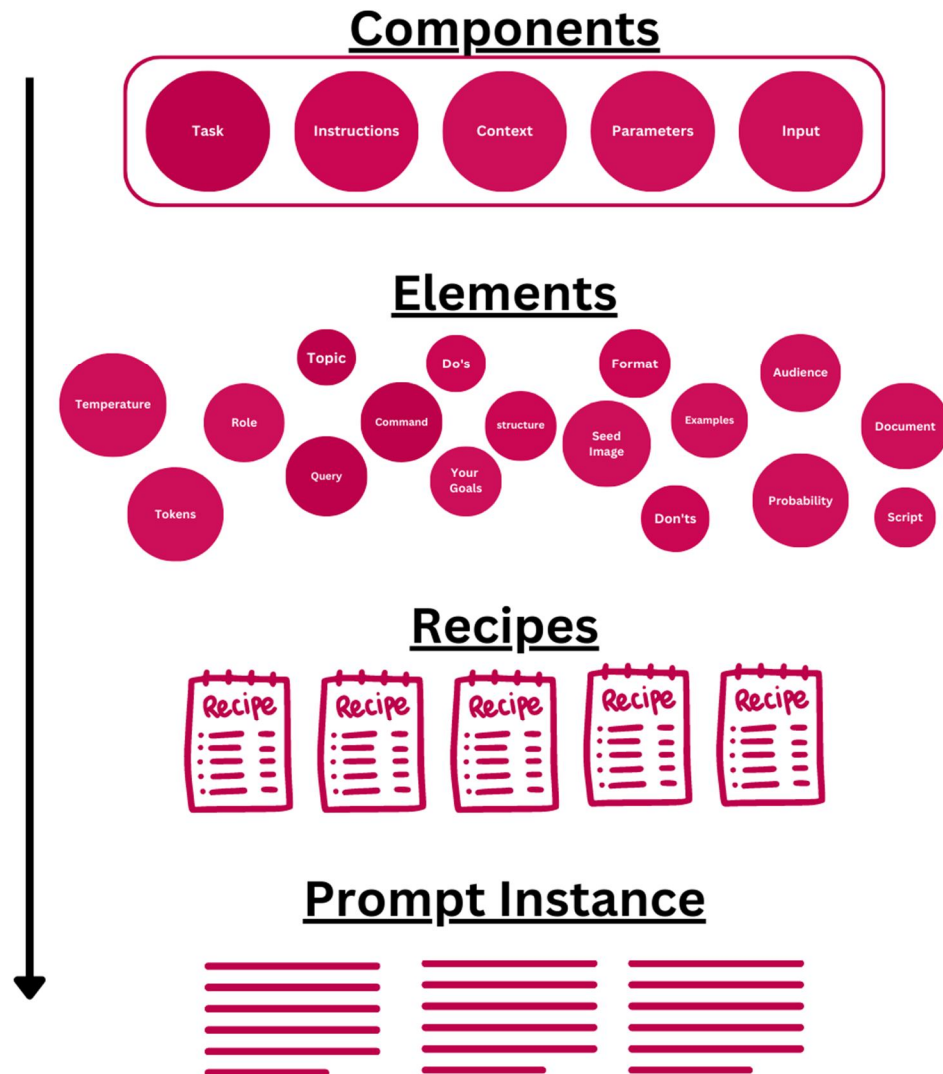 Components
Task
Instructions
Context
Parameters
Input
Elements
Temperature
Role
Topic
Do's
Format
Audience
Command
structure
Seed
Image
Examples
Document
Query
Your
Goals
Tokens
Don'ts
Probability
Script
Recipes
Recipe
Recipe
Recipe
Recipe
Recipe
Prompt Instance